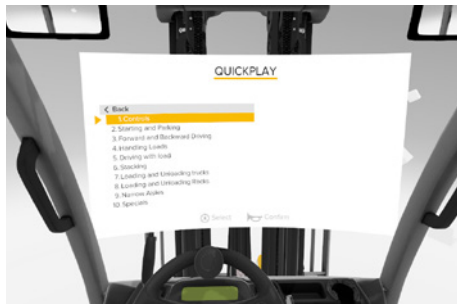 QUICKPLAY
< Back
1. Controls
2. Starting and Parking
3. Forward and Backward Driving
4. Handling Loads
5. Driving with load
6. Stacking
7. Loading and Unloading trucks
8. Loading and Unloading Racks
9. Narrow Aisles
10. Specials
Select Confirm